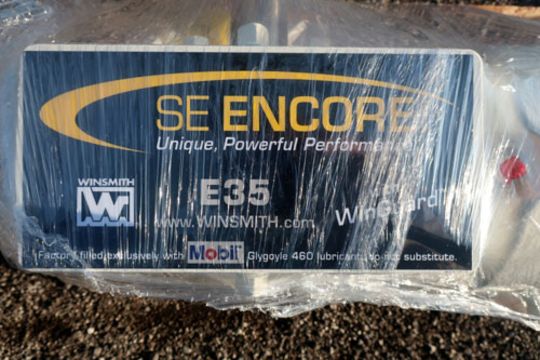 SE ENCORE
Unique, Powerful Performance
WINSMITH
W
E35
www.WINSMITH.com
WinGuard
Factory filled exclusively with Mobil Glygoyle 460 lubricant, do not substitute.